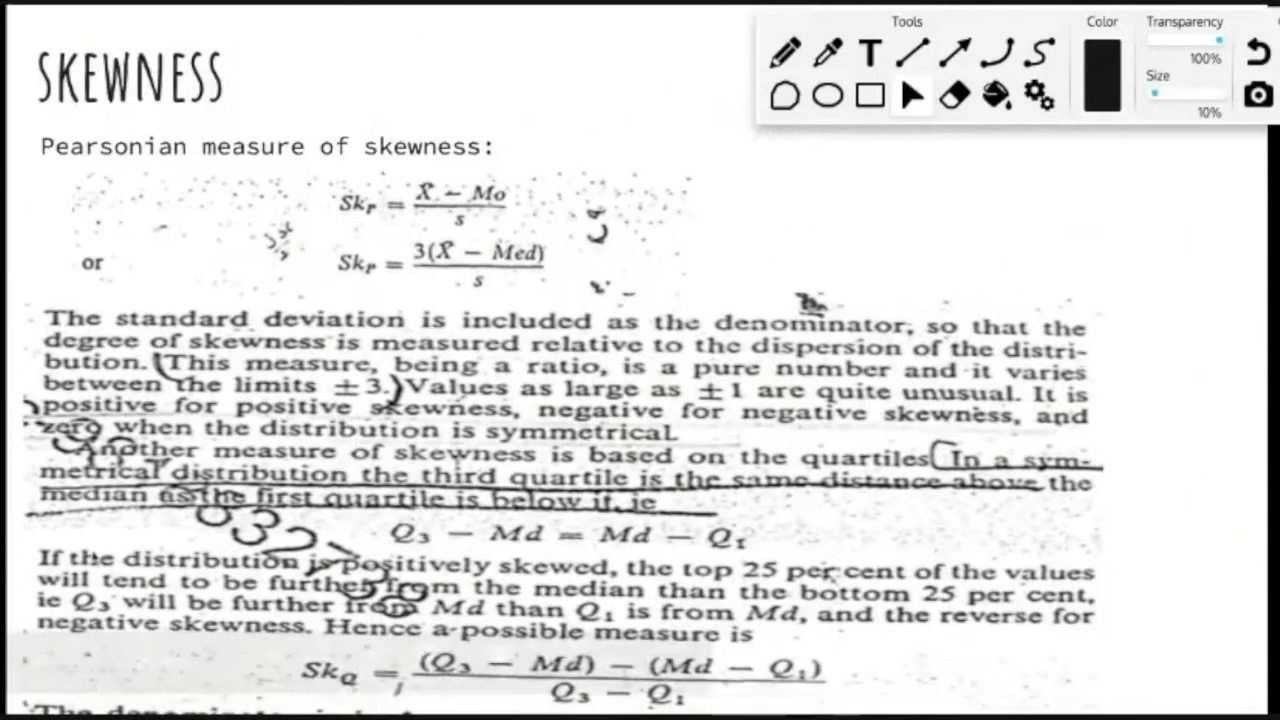 Tools
Color
Transparency
100%
Size
10%
SKEWNESS
Pearsonian measure of skewness:
Sk_P = (X̄ - Mo) / s
or
Sk_P = 3(X̄ - Med) / s
The standard deviation is included as the denominator, so that the
degree of skewness is measured relative to the dispersion of the distri-
bution. (This measure, being a ratio, is a pure number and it varies
between the limits ±3.) Values as large as ±1 are quite unusual. It is
positive for positive skewness, negative for negative skewness, and
zero when the distribution is symmetrical.
Another measure of skewness is based on the quartiles. In a sym-
metrical distribution the third quartile is the same distance above the
median as the first quartile is below it, ie
Q₃ - Md = Md - Q₁
If the distribution is positively skewed, the top 25 per cent of the values
will tend to be further from the median than the bottom 25 per cent,
ie Q₃ will be further from Md than Q₁ is from Md, and the reverse for
negative skewness. Hence a possible measure is
Sk_Q = ((Q₃ - Md) - (Md - Q₁)) / (Q₃ - Q₁)